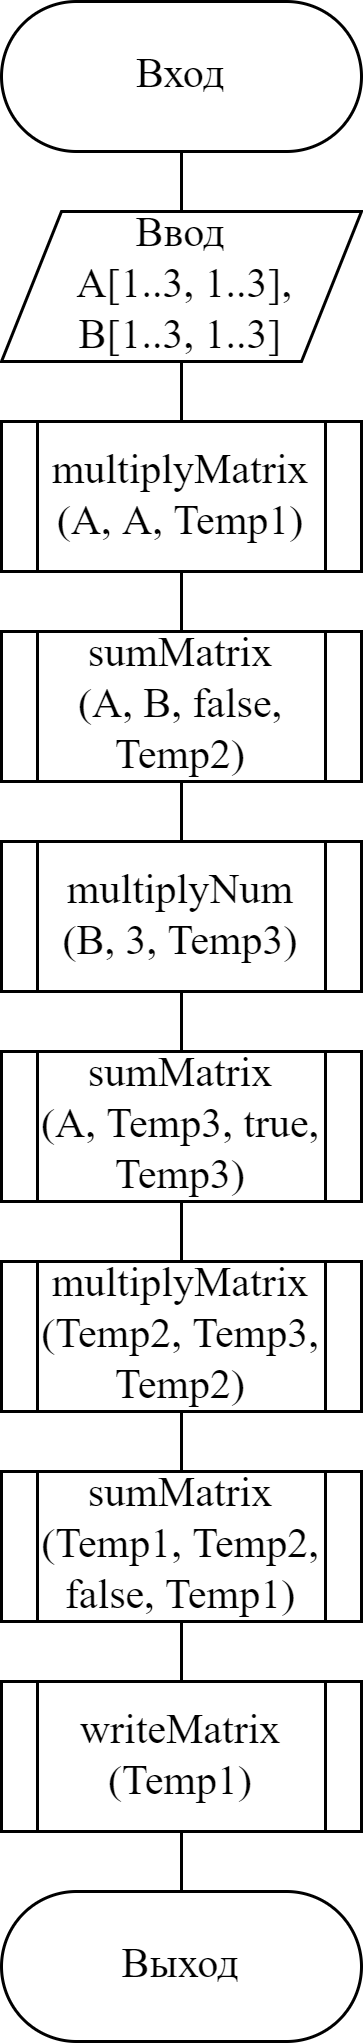 Вход
Ввод
A[1..3, 1..3],
B[1..3, 1..3]
multiplyMatrix
(A, A, Temp1)
sumMatrix
(A, B, false,
Temp2)
multiplyNum
(B, 3, Temp3)
sumMatrix
(A, Temp3, true,
Temp3)
multiplyMatrix
(Temp2, Temp3,
Temp2)
sumMatrix
(Temp1, Temp2,
false, Temp1)
writeMatrix
(Temp1)
Выход